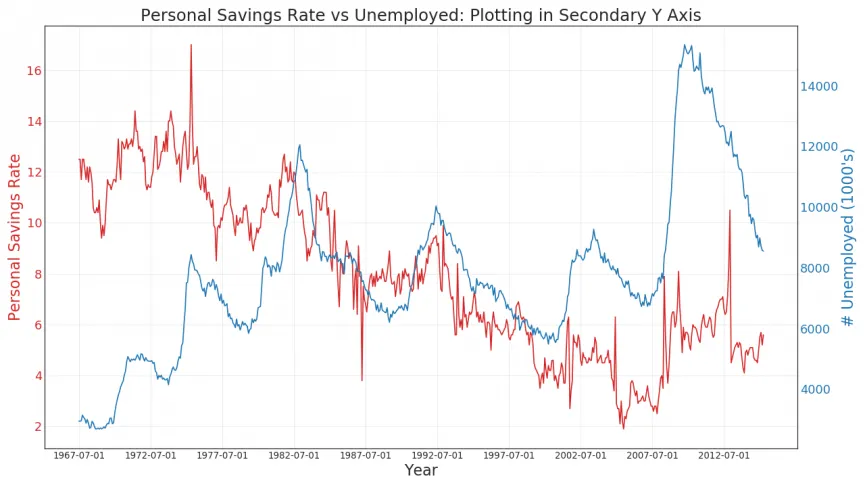 Personal Savings Rate vs Unemployed: Plotting in Secondary Y Axis
Personal Savings Rate
16
14
12
10
8
6
4
2
14000
12000
10000
8000
6000
4000
# Unemployed (1000's)
1967-07-01 1972-07-01 1977-07-01 1982-07-01 1987-07-01 1992-07-01 1997-07-01 2002-07-01 2007-07-01 2012-07-01
Year